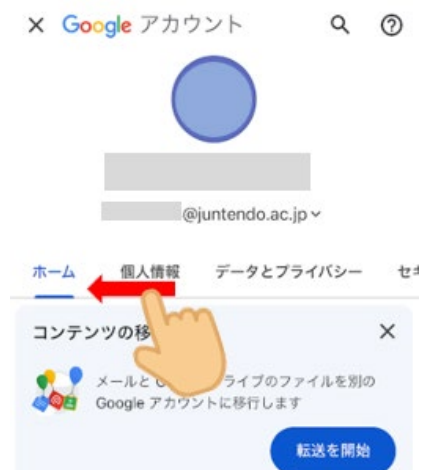 Google アカウント
@juntendo.ac.jp
ホーム 個人情報 データとプライバシー セキ
コンテンツの移
メールと ライブのファイルを別の
Google アカウントに移行します
転送を開始